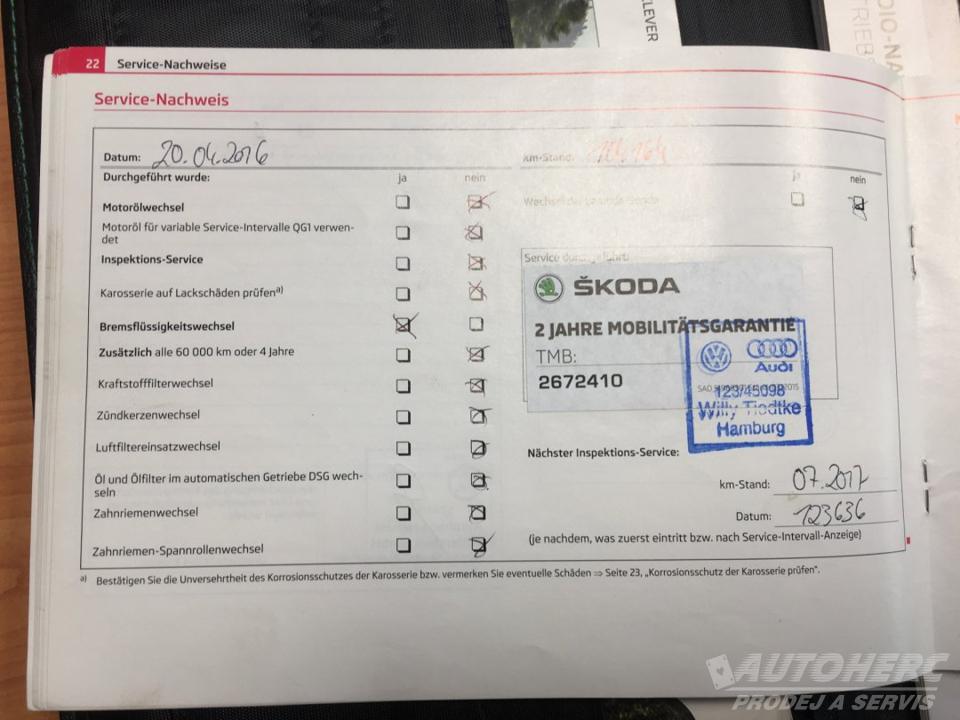 CLEVER
22 Service-Nachweise
Service-Nachweis
Datum: 20.04.2016
km-Stand:
Durchgeführt wurde:
ja nein
ja nein
Motorölwechsel
Motoröl für variable Service-Intervalle QG1 verwen-
det
Inspektions-Service
Karosserie auf Lackschäden prüfen a)
Bremsflüssigkeitswechsel
Zusätzlich alle 60 000 km oder 4 Jahre
Kraftstofffilterwechsel
Zündkerzenwechsel
Luftfiltereinsatzwechsel
Öl und Ölfilter im automatischen Getriebe DSG wech-
seln
Zahnriemenwechsel
Zahnriemen-Spannrollenwechsel
Service durchgeführt:
ŠKODA
2 JAHRE MOBILITÄTSGARANTIE
TMB:
2672410
Audi
123/45098
Willy Tiedtke
Hamburg
Nächster Inspektions-Service:
km-Stand: 07.2017
Datum: 123636
(je nachdem, was zuerst eintritt bzw. nach Service-Intervall-Anzeige)
a) Bestätigen Sie die Unversehrtheit des Korrosionsschutzes der Karosserie bzw. vermerken Sie eventuelle Schäden ⇒ Seite 23, „Korrosionsschutz der Karosserie prüfen".
AUTOHERC
PRODEJ A SERVIS